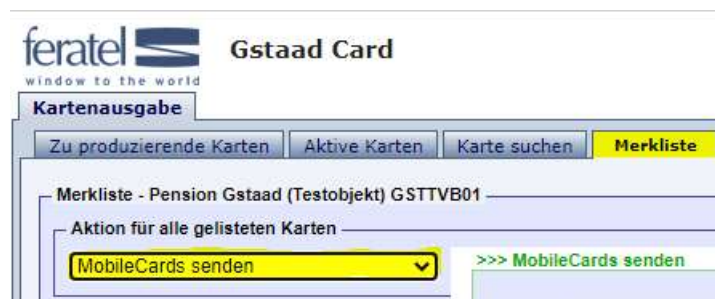 feratel
window to the world
Gstaad Card
Kartenausgabe
Zu produzierende Karten Aktive Karten Karte suchen Merkliste
Merkliste - Pension Gstaad (Testobjekt) GSTTVB01
Aktion für alle gelisteten Karten
MobileCards senden
>>> MobileCards senden